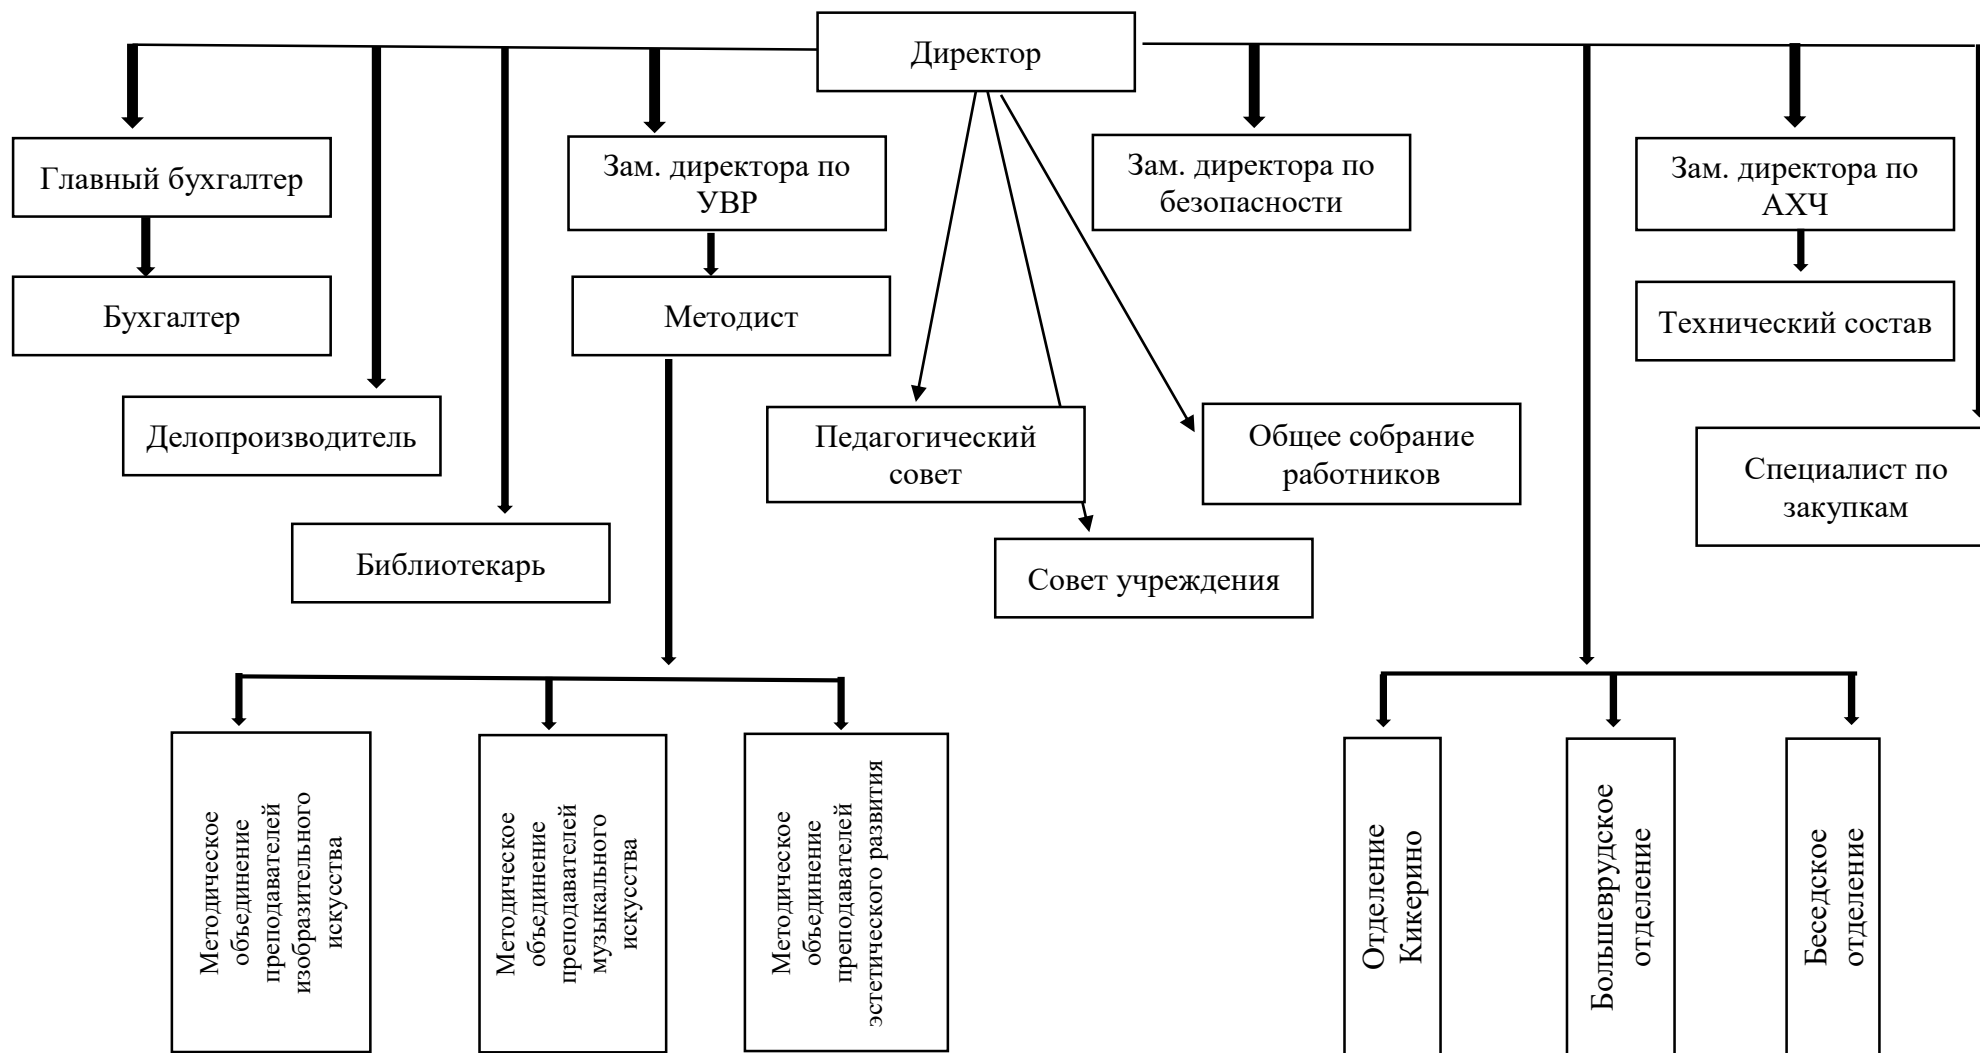 Директор
Главный бухгалтер
Зам. директора по
УВР
Зам. директора по
безопасности
Зам. директора по
АХЧ
Бухгалтер
Методист
Технический состав
Делопроизводитель
Педагогический
совет
Общее собрание
работников
Специалист по
закупкам
Библиотекарь
Совет учреждения
Методическое
объединение
преподавателей
изобразительного
искусства
Методическое
объединение
преподавателей
музыкального
искусства
Методическое
объединение
преподавателей
эстетического развития
Отделение
Кикерино
Большеврудское
отделение
Беседское
отделение